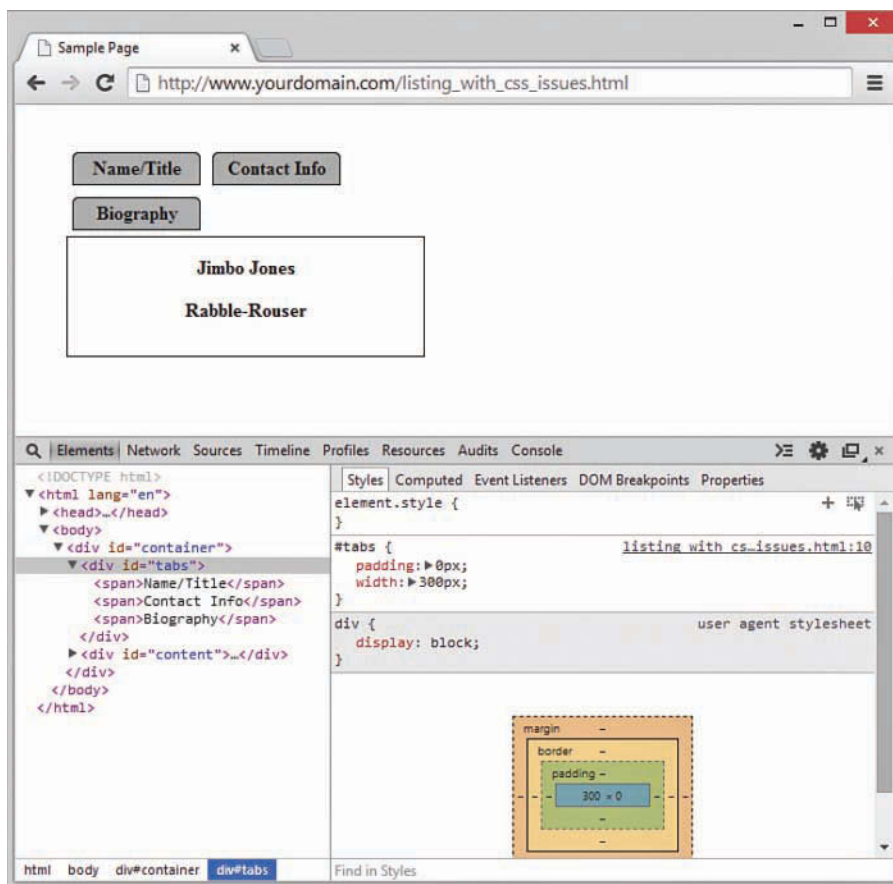 Sample Page
http://www.yourdomain.com/listing_with_css_issues.html
Name/Title Contact Info
Biography
Jimbo Jones
Rabble-Rouser
Elements Network Sources Timeline Profiles Resources Audits Console
<!DOCTYPE html>
<html lang="en">
<head>…</head>
<body>
<div id="container">
<div id="tabs">
<span>Name/Title</span>
<span>Contact Info</span>
<span>Biography</span>
</div>
<div id="content">…</div>
</div>
</body>
</html>
html body div#container div#tabs
Styles Computed Event Listeners DOM Breakpoints Properties
element.style {
}
#tabs { listing with cs…issues.html:10
padding:▶0px;
width:▶300px;
}
div { user agent stylesheet
display: block;
}
margin –
border –
padding –
– – – 300 × 0 – – –
–
–
Find in Styles